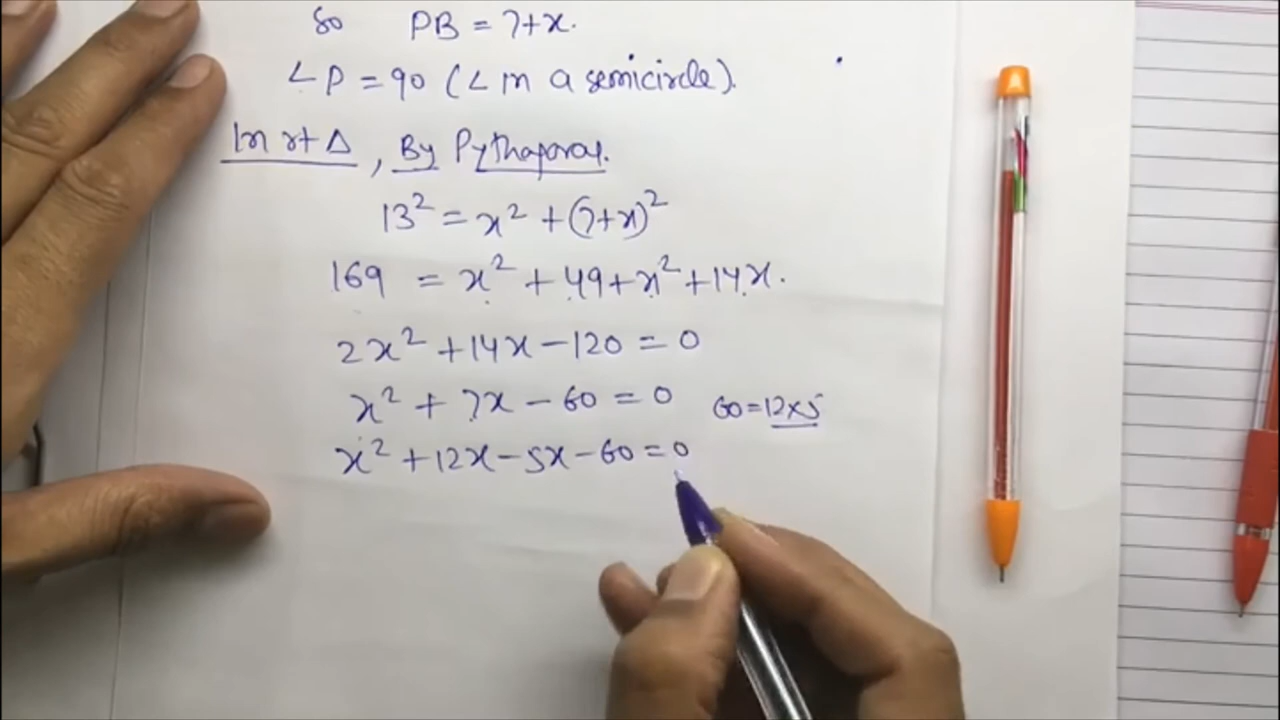 So PB = 7+x.
∠P = 90 (∠ in a semicircle).
In rt Δ, By Pythagoras.
13² = x² + (7+x)²
169 = x² + 49 + x² + 14x.
2x² + 14x - 120 = 0
x² + 7x - 60 = 0 60 = 12×5
x² + 12x - 5x - 60 = 0